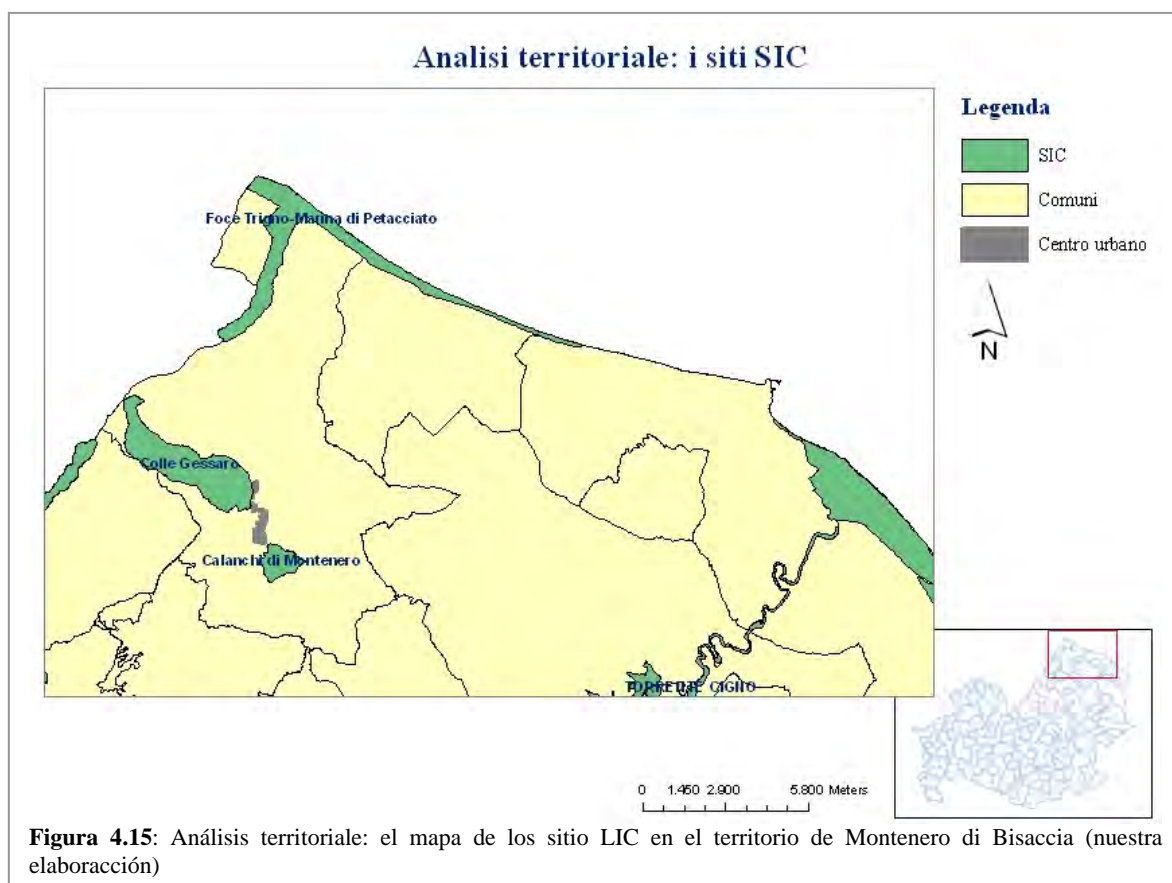 Analisi territoriale: i siti SIC
Legenda
SIC
Comuni
Centro urbano
N
Foce Trigno-Marina di Petacciato
Colle Gessaro
Calanchi di Montenero
TORRENTE CIGNO
0 1.450 2.900 5.800 Meters
Figura 4.15: Análisis territoriale: el mapa de los sitio LIC en el territorio de Montenero di Bisaccia (nuestra
elaboracción)